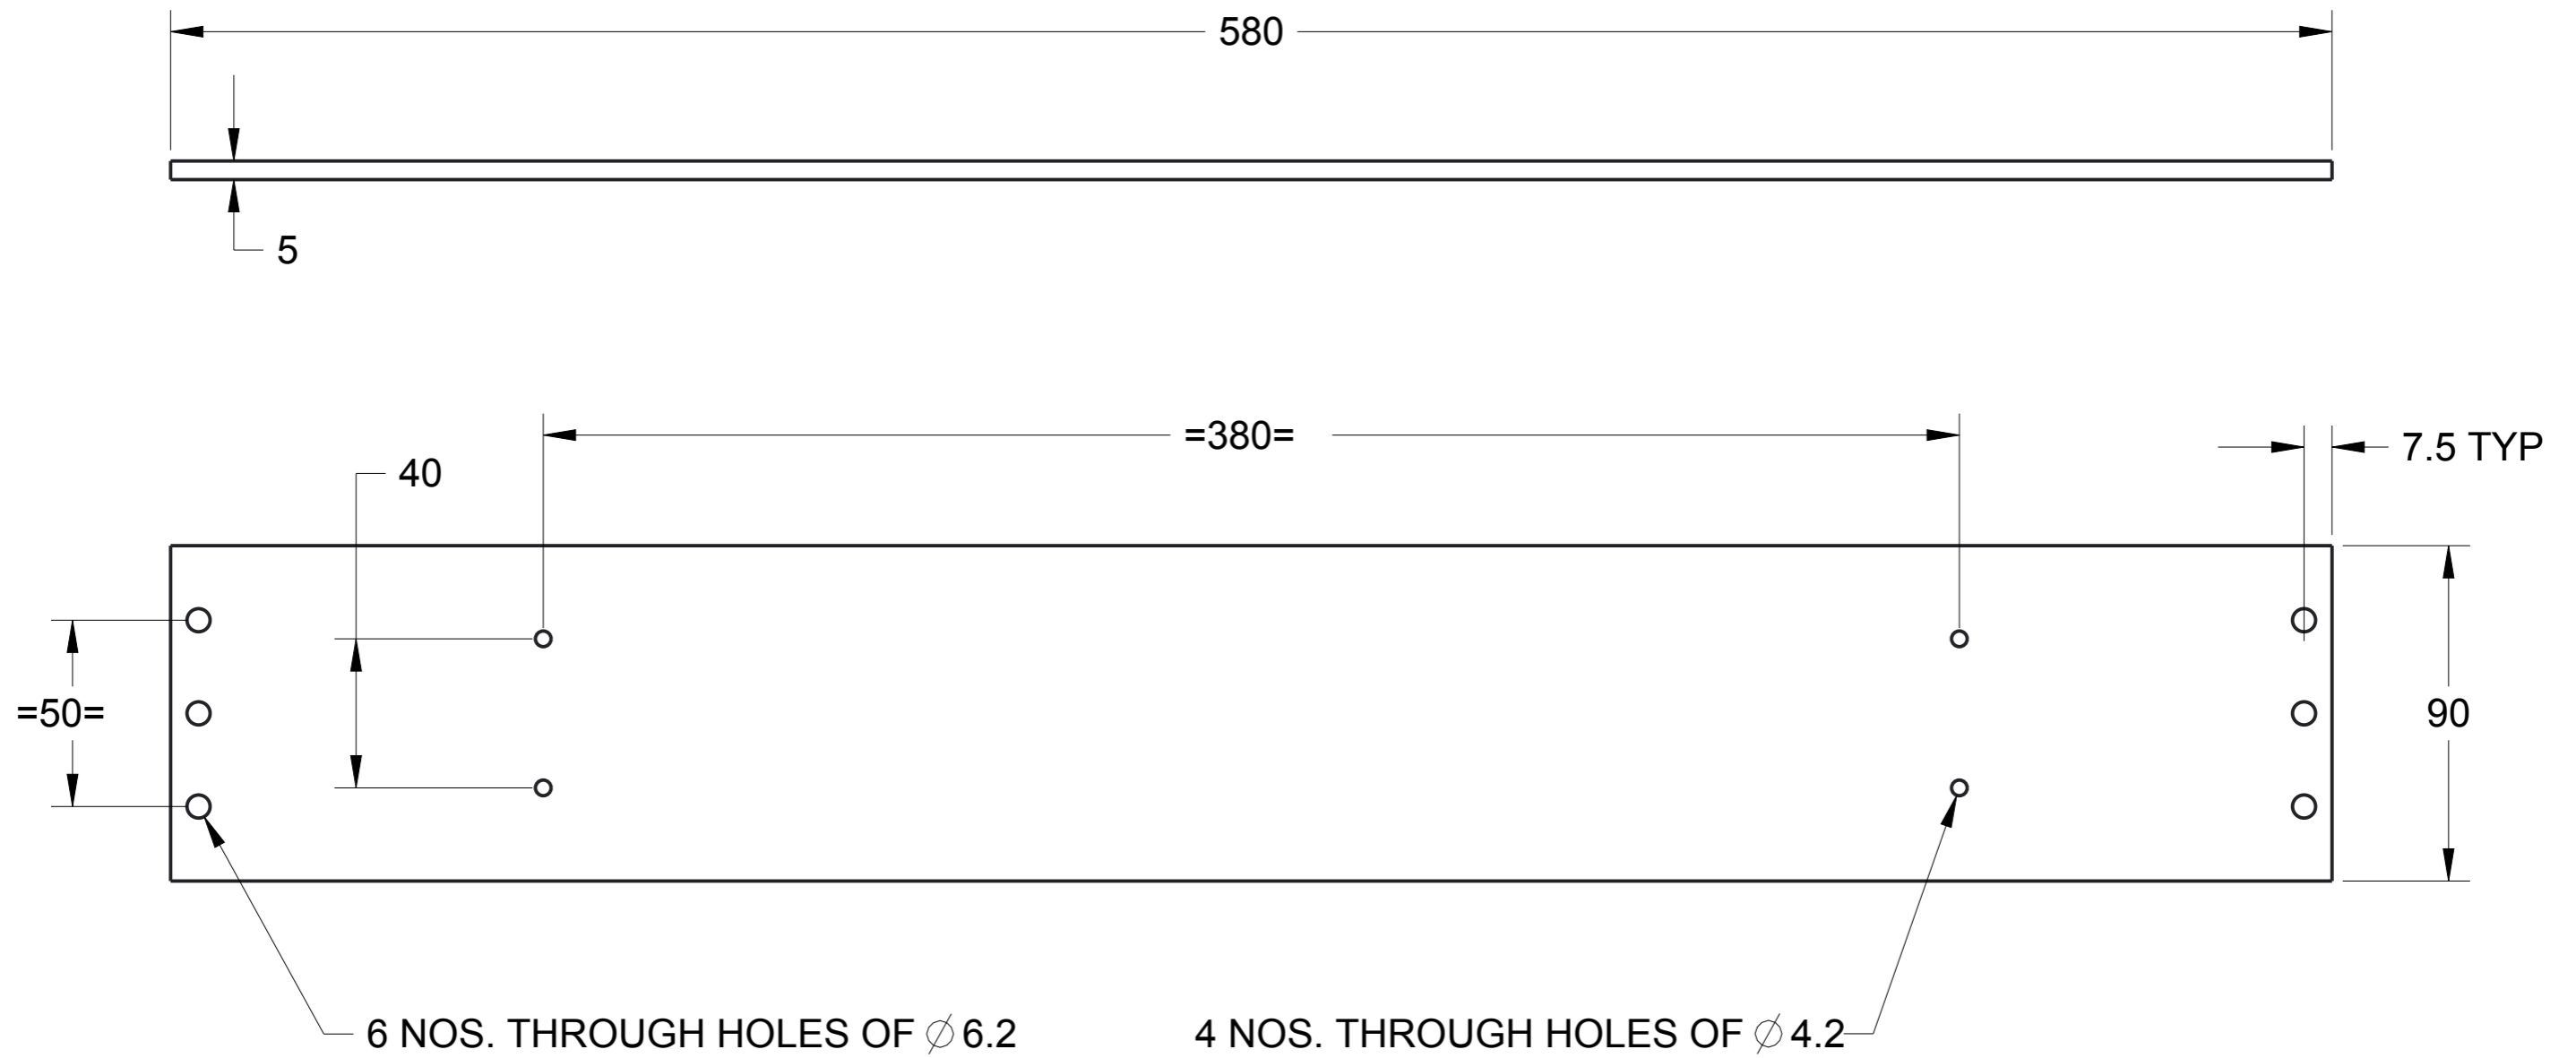 580
5
=380=
7.5 TYP
40
=50=
90
6 NOS. THROUGH HOLES OF ∅ 6.2
4 NOS. THROUGH HOLES OF ∅ 4.2